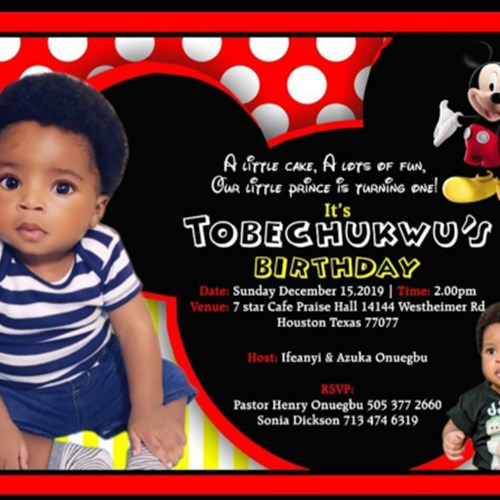 A little cake, A lots of fun,
Our little prince is turning one!
It's
Tobechukwu's
BIRTHDAY
Date: Sunday December 15.2019 | Time: 2.00pm
Venue: 7 star Cafe Praise Hall 14144 Westheimer Rd
Houston Texas 77077
Host: Ifeanyi & Azuka Onuegbu
RSVP:
Pastor Henry Onuegbu 505 377 2660
Sonia Dickson 713 474 6319